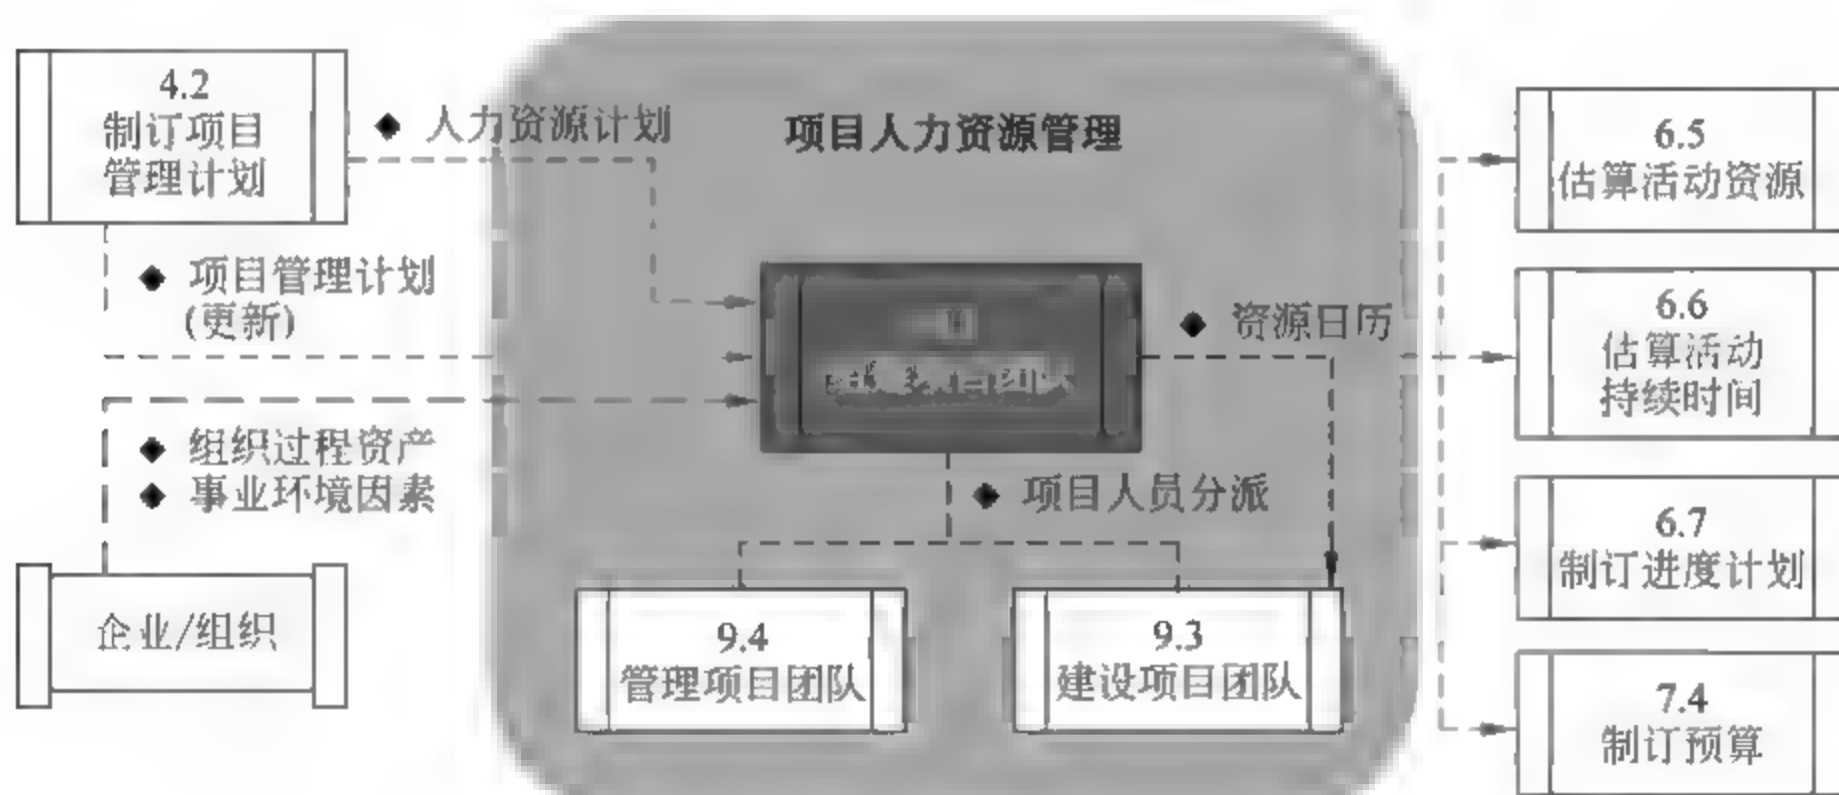 4.2
制订项目
管理计划
◆ 人力资源计划
项目人力资源管理
◆ 项目管理计划
(更新)
◆ 资源日历
◆ 组织过程资产
◆ 事业环境因素
◆ 项目人员分派
企业/组织
9.4
管理项目团队
9.3
建设项目团队
6.5
估算活动资源
6.6
估算活动
持续时间
6.7
制订进度计划
7.4
制订预算